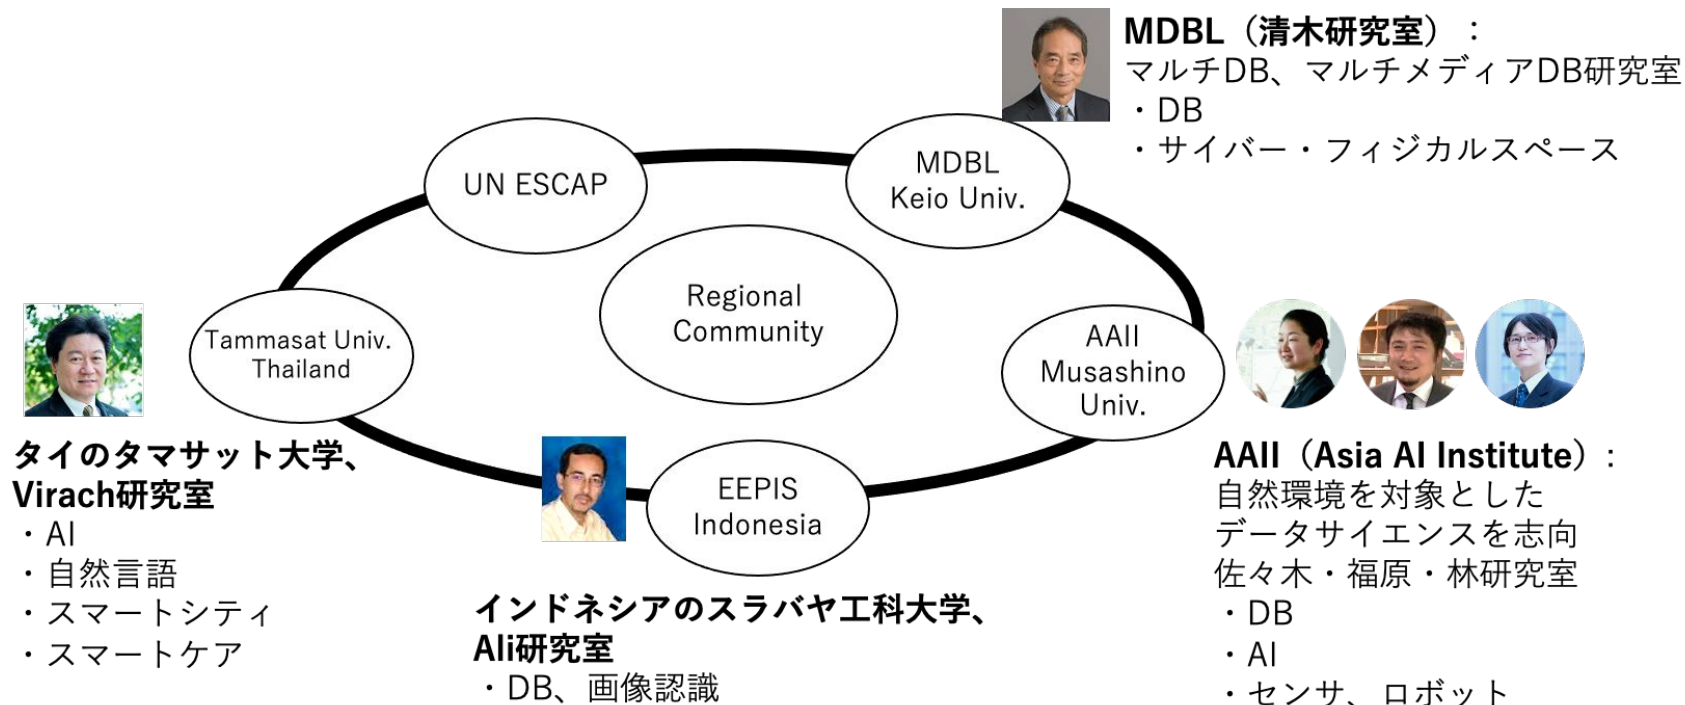 MDBL（清木研究室）：
マルチDB、マルチメディアDB研究室
・DB
・サイバー・フィジカルスペース
UN ESCAP
MDBL
Keio Univ.
Regional
Community
Tammasat Univ.
Thailand
AAII
Musashino
Univ.
EEPIS
Indonesia
タイのタマサット大学、
Virach研究室
・AI
・自然言語
・スマートシティ
・スマートケア
インドネシアのスラバヤ工科大学、
Ali研究室
・DB、画像認識
AAII（Asia AI Institute）:
自然環境を対象とした
データサイエンスを志向
佐々木・福原・林研究室
・DB
・AI
・センサ、ロボット